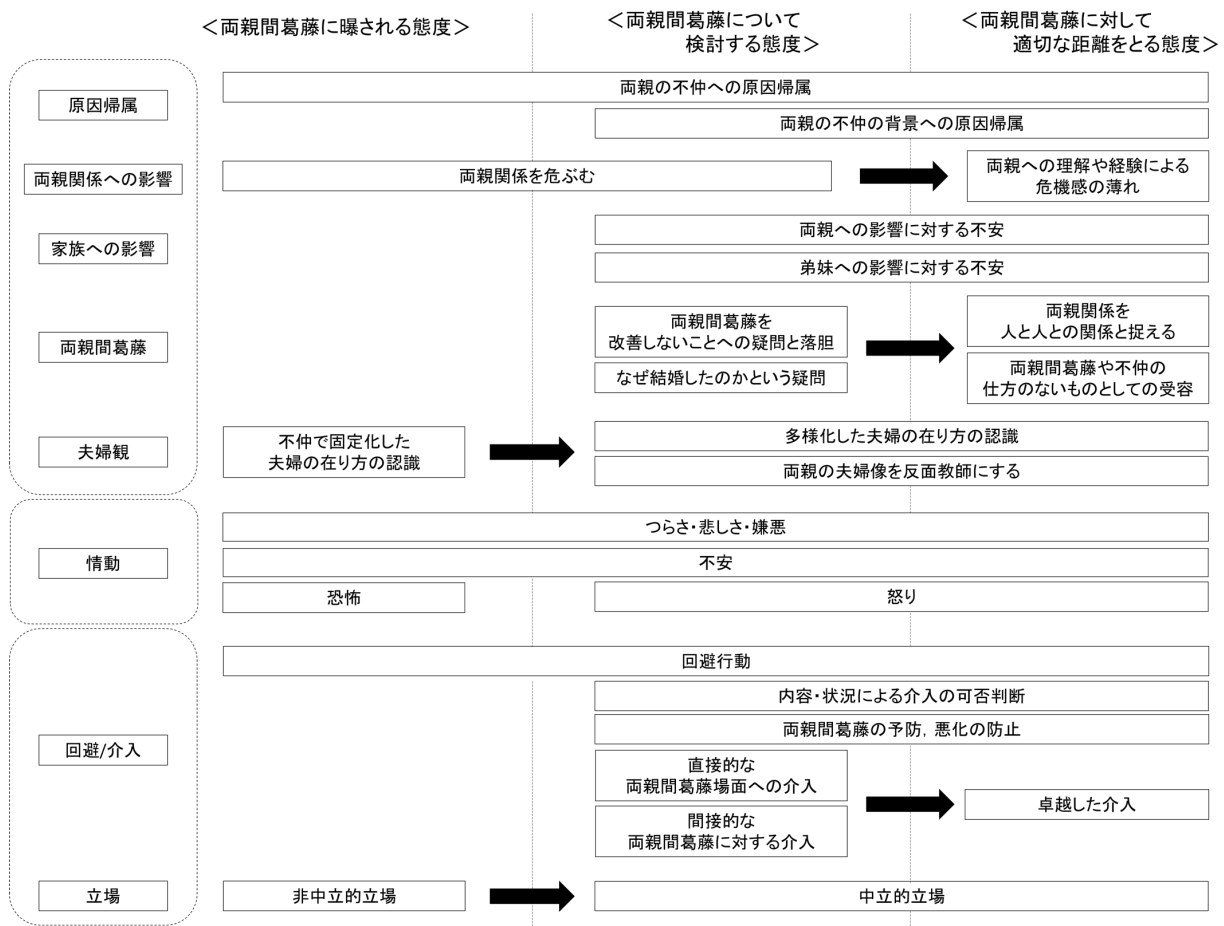 ＜両親間葛藤に曝される態度＞
＜両親間葛藤について
検討する態度＞
＜両親間葛藤に対して
適切な距離をとる態度＞
原因帰属
両親の不仲への原因帰属
両親の不仲の背景への原因帰属
両親関係への影響
両親関係を危ぶむ
両親への理解や経験による
危機感の薄れ
家族への影響
両親への影響に対する不安
弟妹への影響に対する不安
両親間葛藤
両親間葛藤を
改善しないことへの疑問と落胆
なぜ結婚したのかという疑問
両親関係を
人と人との関係と捉える
両親間葛藤や不仲の
仕方のないものとしての受容
夫婦観
不仲で固定化した
夫婦の在り方の認識
多様化した夫婦の在り方の認識
両親の夫婦像を反面教師にする
情動
つらさ・悲しさ・嫌悪
不安
恐怖
怒り
回避/介入
回避行動
内容・状況による介入の可否判断
両親間葛藤の予防，悪化の防止
直接的な
両親間葛藤場面への介入
間接的な
両親間葛藤に対する介入
卓越した介入
立場
非中立的立場
中立的立場